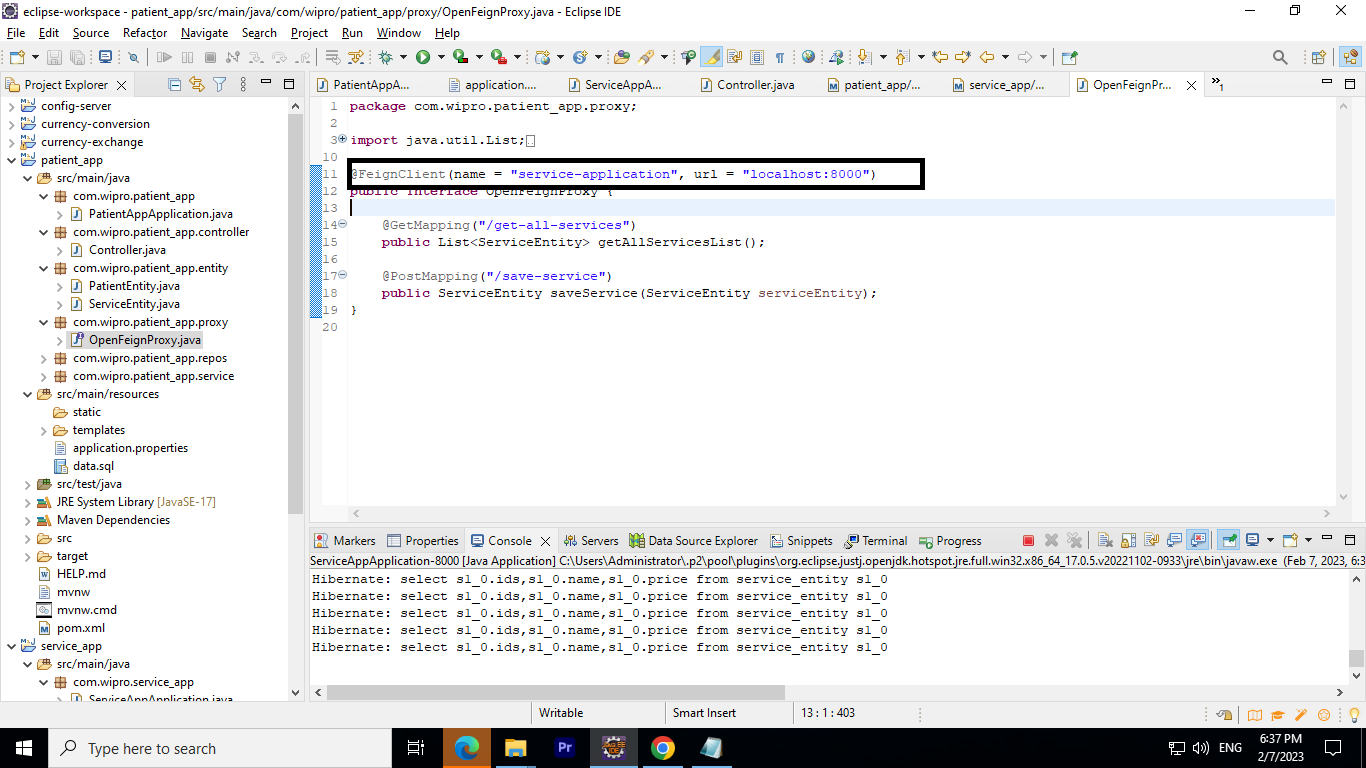 eclipse-workspace - patient_app/src/main/java/com/wipro/patient_app/proxy/OpenFeignProxy.java - Eclipse IDE
File Edit Source Refactor Navigate Search Project Run Window Help
Project Explorer
config-server
currency-conversion
currency-exchange
patient_app
src/main/java
com.wipro.patient_app
PatientAppApplication.java
com.wipro.patient_app.controller
Controller.java
com.wipro.patient_app.entity
PatientEntity.java
ServiceEntity.java
com.wipro.patient_app.proxy
OpenFeignProxy.java
com.wipro.patient_app.repos
com.wipro.patient_app.service
src/main/resources
static
templates
application.properties
data.sql
src/test/java
JRE System Library [JavaSE-17]
Maven Dependencies
src
target
HELP.md
mvnw
mvnw.cmd
pom.xml
service_app
src/main/java
com.wipro.service_app
ServiceAppApplication.java
PatientAppA... application.... ServiceAppA... Controller.java patient_app/... service_app/... OpenFeignPr... »1
1 package com.wipro.patient_app.proxy;
2
3 import java.util.List;
10
11 @FeignClient(name = "service-application", url = "localhost:8000")
12 public interface OpenFeignProxy {
13
14 @GetMapping("/get-all-services")
15 public List<ServiceEntity> getAllServicesList();
16
17 @PostMapping("/save-service")
18 public ServiceEntity saveService(ServiceEntity serviceEntity);
19 }
20
Markers Properties Console Servers Data Source Explorer Snippets Terminal Progress
ServiceAppApplication-8000 [Java Application] C:\Users\Administrator\.p2\pool\plugins\org.eclipse.justj.openjdk.hotspot.jre.full.win32.x86_64_17.0.5.v20221102-0933\jre\bin\javaw.exe (Feb 7, 2023, 6:3
Hibernate: select s1_0.ids,s1_0.name,s1_0.price from service_entity s1_0
Hibernate: select s1_0.ids,s1_0.name,s1_0.price from service_entity s1_0
Hibernate: select s1_0.ids,s1_0.name,s1_0.price from service_entity s1_0
Hibernate: select s1_0.ids,s1_0.name,s1_0.price from service_entity s1_0
Hibernate: select s1_0.ids,s1_0.name,s1_0.price from service_entity s1_0
Writable Smart Insert 13 : 1 : 403
Type here to search
Pr
JAVA EE IDE
ENG
6:37 PM
2/7/2023